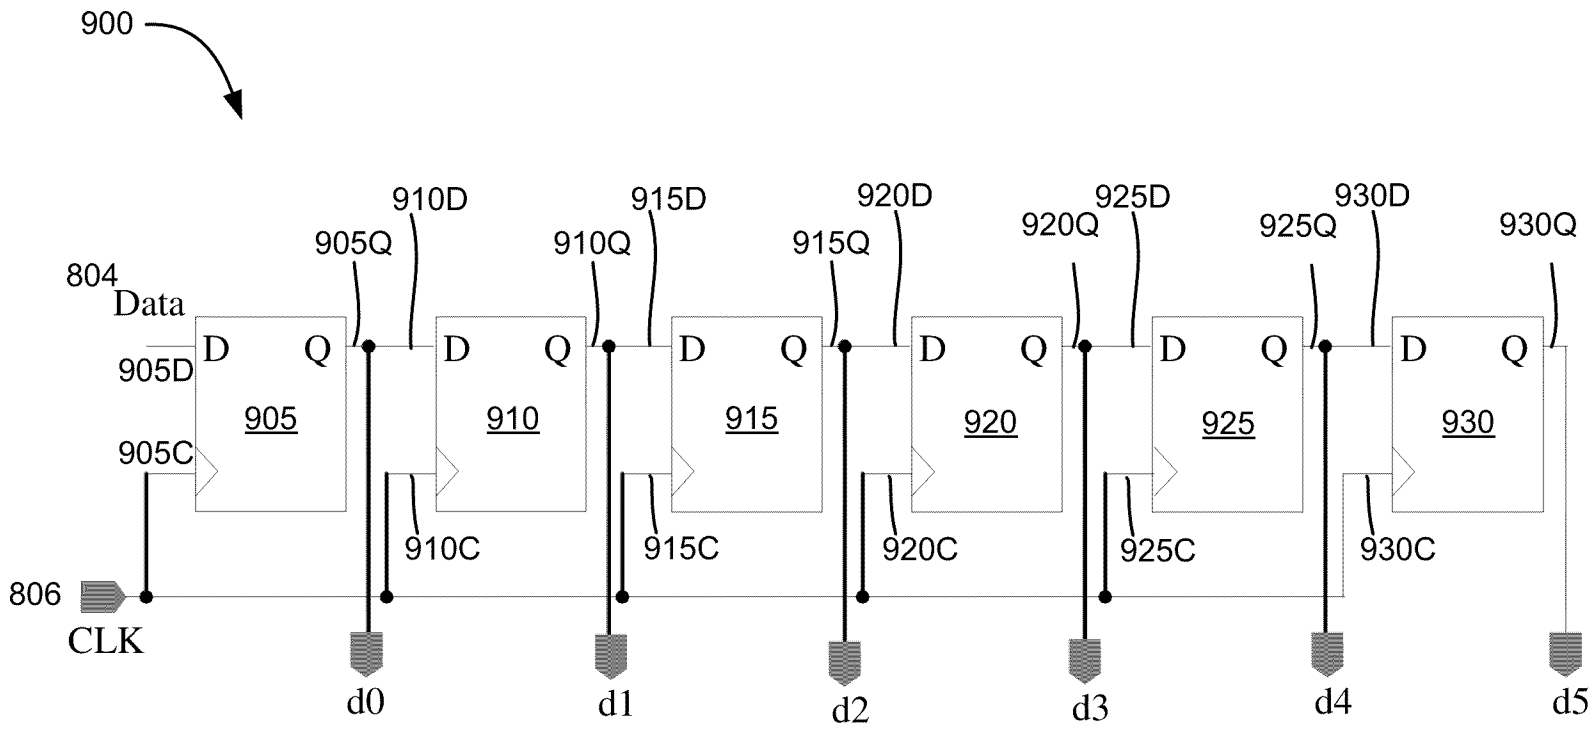 900
910D 915D 920D 925D 930D
905Q 910Q 915Q 920Q 925Q 930Q
804
Data
D Q D Q D Q D Q D Q D Q
905D
905 910 915 920 925 930
905C
910C 915C 920C 925C 930C
806
CLK
d0 d1 d2 d3 d4 d5